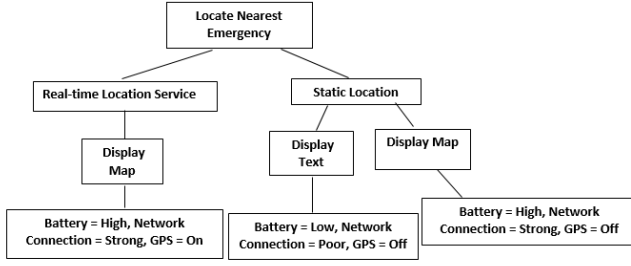 Locate Nearest
Emergency
Real-time Location Service
Static Location
Display
Map
Display
Text
Display Map
Battery = High, Network
Connection = Strong, GPS = On
Battery = Low, Network
Connection = Poor, GPS = Off
Battery = High, Network
Connection = Strong, GPS = Off